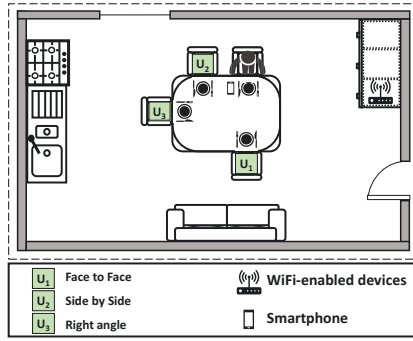 U2
U3
U1
U1 Face to Face
WiFi-enabled devices
U2 Side by Side
Smartphone
U3 Right angle